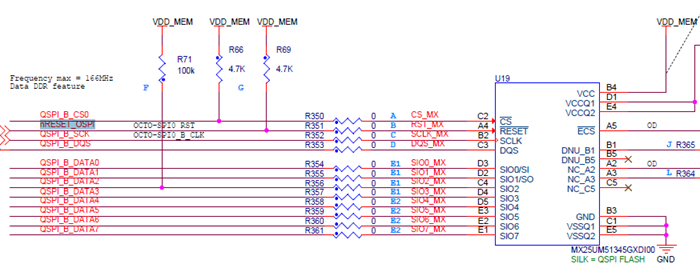 VDD_MEM VDD_MEM VDD_MEM VDD_MEM
R71 R66 R69
100k 4.7K 4.7K
Frequency max = 166MHz
Data DDR feature
F G
U19
QSPI_B_CS0 R350 0 A CS_MX C2 CS VCC B4
nRESET_OSPI OCTO-SPI0 RST R351 0 B RST_MX A4 RESET VCCQ1 D1
QSPI_B_SCK OCTO-SPI0_B_CLK R352 0 C SCLK_MX B2 SCLK VCCQ2 E4
QSPI_B_DQS R353 0 D DQS_MX C3 DQS ECS A5 OD
DNU_B1 B1 J R365
DNU_B5 B5
QSPI_B_DATA0 R354 0 E1 SIO0_MX D3 SIO0/SI NC_A2 A2 OD
QSPI_B_DATA1 R355 0 E1 SIO1_MX D2 SIO1/SO NC_A3 A3 L R364
QSPI_B_DATA2 R356 0 E1 SIO2_MX C4 SIO2 NC_C5 C5
QSPI_B_DATA3 R357 0 E1 SIO3_MX D4 SIO3
QSPI_B_DATA4 R358 0 E2 SIO4_MX D5 SIO4
QSPI_B_DATA5 R359 0 E2 SIO5_MX E3 SIO5 GND B3
QSPI_B_DATA6 R360 0 E2 SIO6_MX E2 SIO6 VSSQ1 C1
QSPI_B_DATA7 R361 0 E2 SIO7_MX E1 SIO7 VSSQ2 E5
MX25UM51345GXDI00
SILK = QSPI FLASH
GND